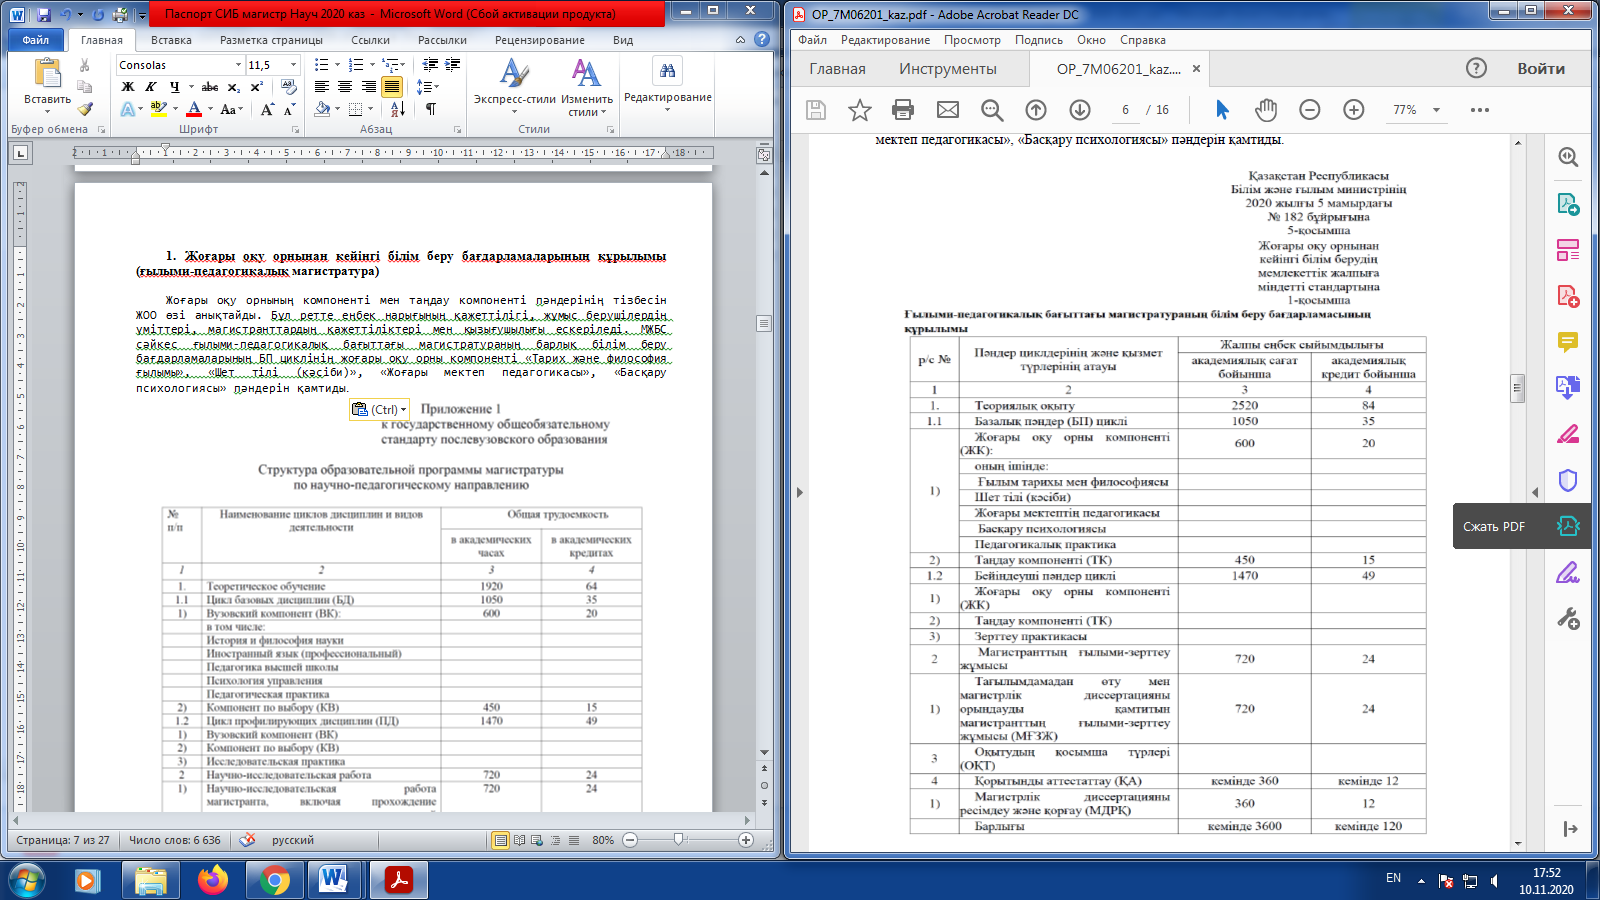 Паспорт СИБ магистр Науч 2020 каз - Microsoft Word (Сбой активации продукта)
Файл Главная Вставка Разметка страницы Ссылки Рассылки Рецензирование Вид
Consolas 11,5
Вставить
Экспресс-стили Изменить стили Редактирование
Буфер обмена Шрифт Абзац Стили
1. Жоғары оқу орнынан кейінгі білім беру бағдарламаларының құрылымы
(ғылыми-педагогикалық магистратура)
Жоғары оқу орнының компоненті мен таңдау компоненті пәндерінің тізбесін
ЖОО өзі анықтайды. Бұл ретте еңбек нарығының қажеттілігі, жұмыс берушілердің
үміттері, магистранттардың қажеттіліктері мен қызығушылығы ескеріледі. МЖБС
сәйкес ғылыми-педагогикалық бағыттағы магистратураның барлық білім беру
бағдарламаларының БП циклінің жоғары оқу орны компоненті «Тарих және философия
ғылымы», «Шет тілі (кәсіби)», «Жоғары мектеп педагогикасы», «Басқару
психологиясы» пәндерін қамтиды.
(Ctrl)
Приложение 1
к государственному общеобязательному
стандарту послевузовского образования
Структура образовательной программы магистратуры
по научно-педагогическому направлению
№ п/п Наименование циклов дисциплин и видов деятельности Общая трудоемкость
в академических часах в академических кредитах
1 2 3 4
1. Теоретическое обучение 1920 64
1.1 Цикл базовых дисциплин (БД) 1050 35
1) Вузовский компонент (ВК): 600 20
в том числе:
История и философия науки
Иностранный язык (профессиональный)
Педагогика высшей школы
Психология управления
Педагогическая практика
2) Компонент по выбору (КВ) 450 15
1.2 Цикл профилирующих дисциплин (ПД) 1470 49
1) Вузовский компонент (ВК)
2) Компонент по выбору (КВ)
3) Исследовательская практика
2 Научно-исследовательская работа 720 24
1) Научно-исследовательская работа 720 24
магистранта, включая прохождение
Страница: 7 из 27 Число слов: 6 636 русский 80%
OP_7M06201_kaz.pdf - Adobe Acrobat Reader DC
Файл Редактирование Просмотр Подпись Окно Справка
Главная Инструменты OP_7M06201_kaz.... Войти
6 / 16 77%
мектеп педагогикасы», «Басқару психологиясы» пәндерін қамтиды.
Қазақстан Республикасы
Білім және ғылым министрінің
2020 жылғы 5 мамырдағы
№ 182 бұйрығына
5-қосымша
Жоғары оқу орнынан
кейінгі білім берудің
мемлекеттік жалпыға
міндетті стандартына
1-қосымша
Ғылыми-педагогикалық бағыттағы магистратураның білім беру бағдарламасының
құрылымы
р/с № Пәндер циклдерінің және қызмет түрлерінің атауы Жалпы еңбек сыйымдылығы
академиялық сағат бойынша академиялық кредит бойынша
1 2 3 4
1. Теориялық оқыту 2520 84
1.1 Базалық пәндер (БП) циклі 1050 35
1) Жоғары оқу орны компоненті (ЖК): 600 20
оның ішінде:
Ғылым тарихы мен философиясы
Шет тілі (кәсіби)
Жоғары мектептің педагогикасы
Басқару психологиясы
Педагогикалық практика
2) Таңдау компоненті (ТК) 450 15
1.2 Бейіндеуші пәндер циклі 1470 49
1) Жоғары оқу орны компоненті (ЖК)
2) Таңдау компоненті (ТК)
3) Зерттеу практикасы
2 Магистранттың ғылыми-зерттеу жұмысы 720 24
1) Тағылымдамадан өту мен магистрлік диссертацияны орындауды қамтитын магистранттың ғылыми-зерттеу жұмысы (МҒЗЖ) 720 24
3 Оқытудың қосымша түрлері (ОҚТ)
4 Қорытынды аттестаттау (ҚА) кемінде 360 кемінде 12
1) Магистрлік диссертацияны ресімдеу және қорғау (МДРҚ) 360 12
Барлығы кемінде 3600 кемінде 120
Сжать PDF
EN 17:52
10.11.2020